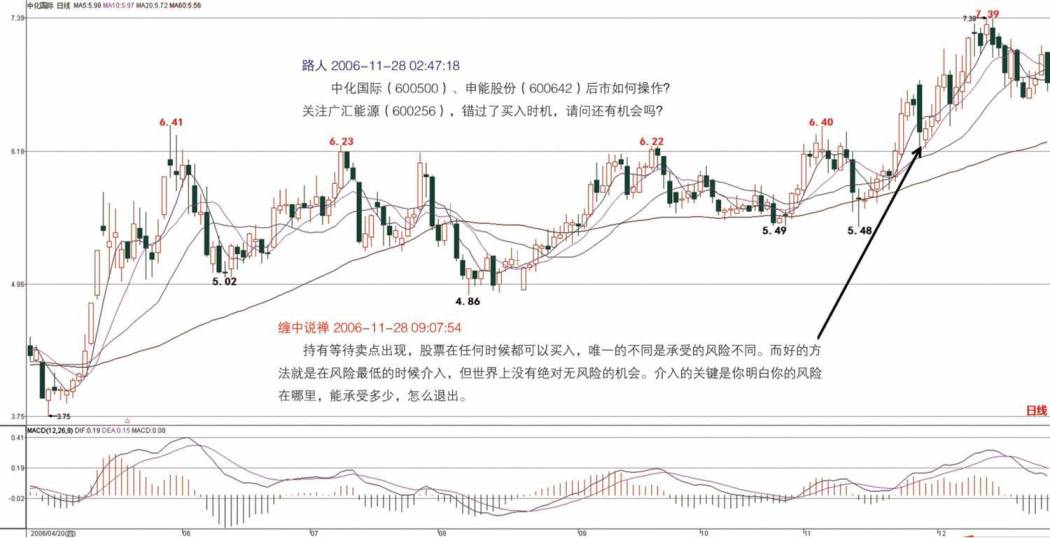 中化国际 日线 MA5:5.98 MA10:5.97 MA20:5.72 MA60:5.56
7.39
7.39
7.39
路人 2006-11-28 02:47:18
中化国际（600500）、申能股份（600642）后市如何操作?
关注广汇能源（600256），错过了买入时机，请问还有机会吗?
6.41
6.23
6.22
6.40
6.18
5.02
5.49
5.48
4.96
4.86
缠中说禅 2006-11-28 09:07:54
持有等待卖点出现，股票在任何时候都可以买入，唯一的不同是承受的风险不同。而好的方
法就是在风险最低的时候介入，但世界上没有绝对无风险的机会。介入的关键是你明白你的风险
在哪里，能承受多少，怎么退出。
3.75
3.75
日线
MACD(12,26,9) DIF:0.19 DEA:0.15 MACD:0.08
0.41
0.19
-0.02
2006/04/20(四) 06 07 08 09 10 11 12